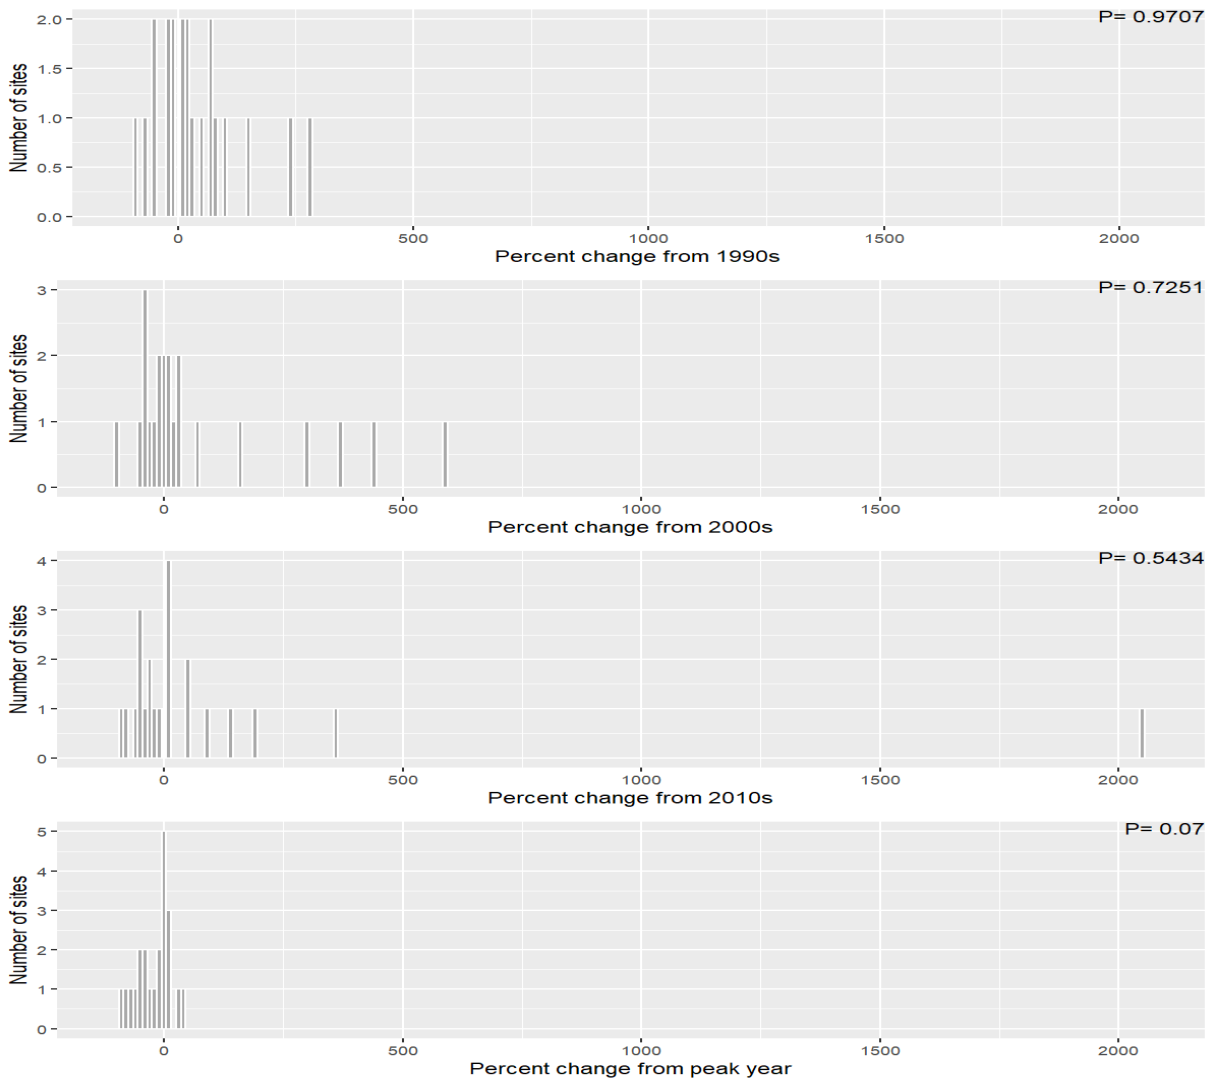 P= 0.9707
Number of sites
2.0
1.5
1.0
0.5
0.0
0 500 1000 1500 2000
Percent change from 1990s
P= 0.7251
Number of sites
3
2
1
0
0 500 1000 1500 2000
Percent change from 2000s
P= 0.5434
Number of sites
4
3
2
1
0
0 500 1000 1500 2000
Percent change from 2010s
P= 0.07
Number of sites
5
4
3
2
1
0
0 500 1000 1500 2000
Percent change from peak year